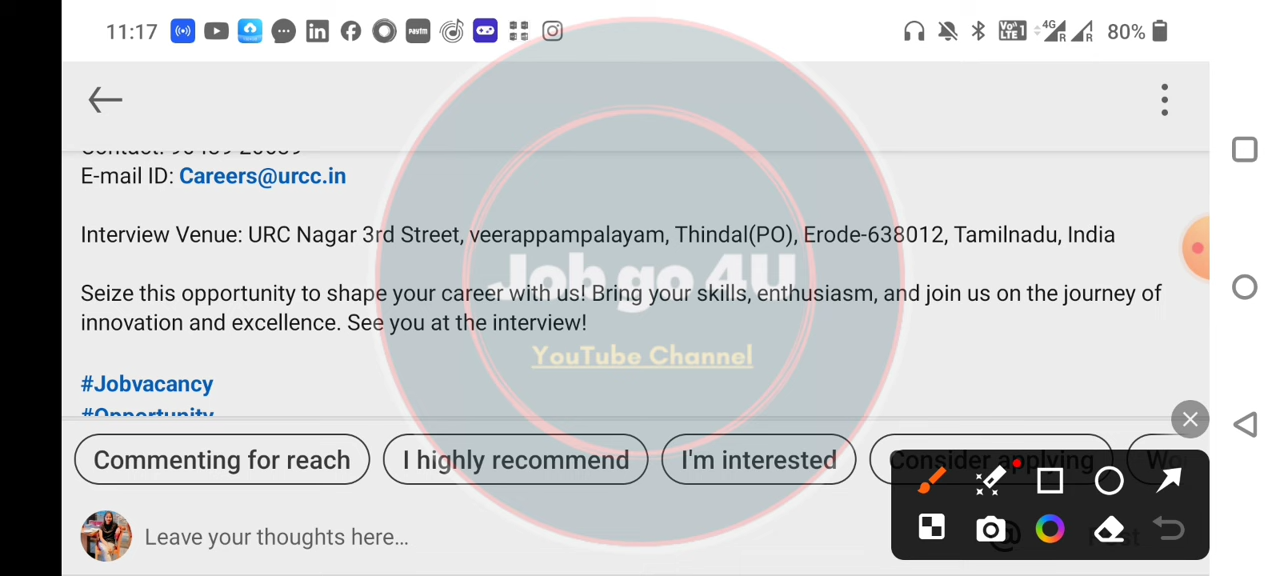 11:17 80%
E-mail ID: Careers@urcc.in
Interview Venue: URC Nagar 3rd Street, veerappampalayam, Thindal(PO), Erode-638012, Tamilnadu, India
Job go 4U
Seize this opportunity to shape your career with us! Bring your skills, enthusiasm, and join us on the journey of
innovation and excellence. See you at the interview!
YouTube Channel
#Jobvacancy
#Opportunity
Commenting for reach I highly recommend I'm interested Consider applying
Leave your thoughts here...